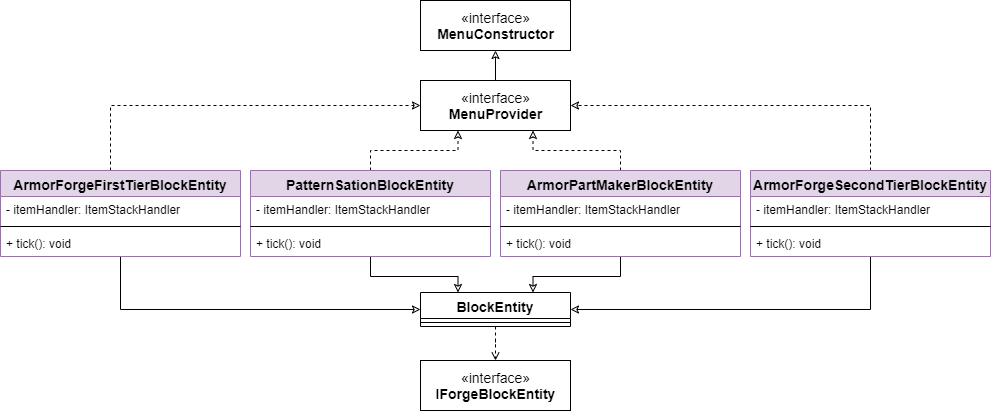 «interface»
MenuConstructor
«interface»
MenuProvider
ArmorForgeFirstTierBlockEntity
- itemHandler: ItemStackHandler
+ tick(): void
PatternSationBlockEntity
- itemHandler: ItemStackHandler
+ tick(): void
ArmorPartMakerBlockEntity
- itemHandler: ItemStackHandler
+ tick(): void
ArmorForgeSecondTierBlockEntity
- itemHandler: ItemStackHandler
+ tick(): void
BlockEntity
«interface»
IForgeBlockEntity